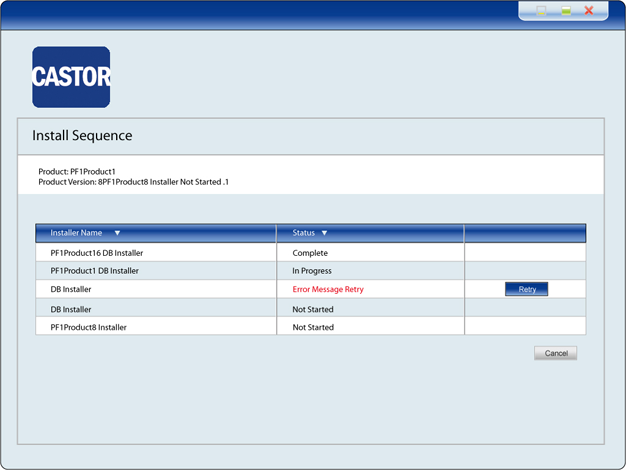 CASTOR
Install Sequence
Product: PF1Product1
Product Version: 8PF1Product8 Installer Not Started .1
Installer Name Status
PF1Product16 DB Installer Complete
PF1Product1 DB Installer In Progress
DB Installer Error Message Retry Retry
DB Installer Not Started
PF1Product8 Installer Not Started
Cancel